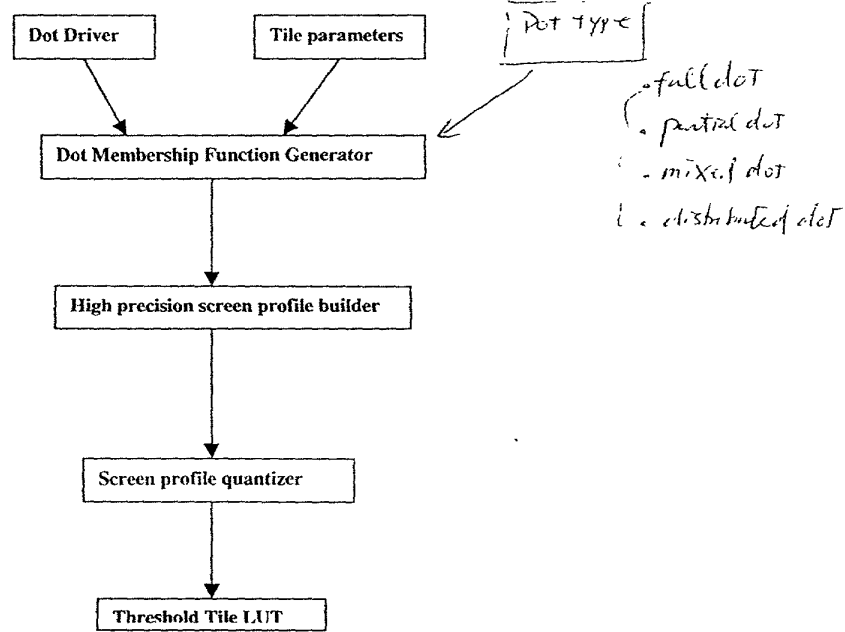 Dot Driver
Tile parameters
Dot type
. full dot
. partial dot
. mixed dot
. distributed dot
Dot Membership Function Generator
High precision screen profile builder
Screen profile quantizer
Threshold Tile LUT